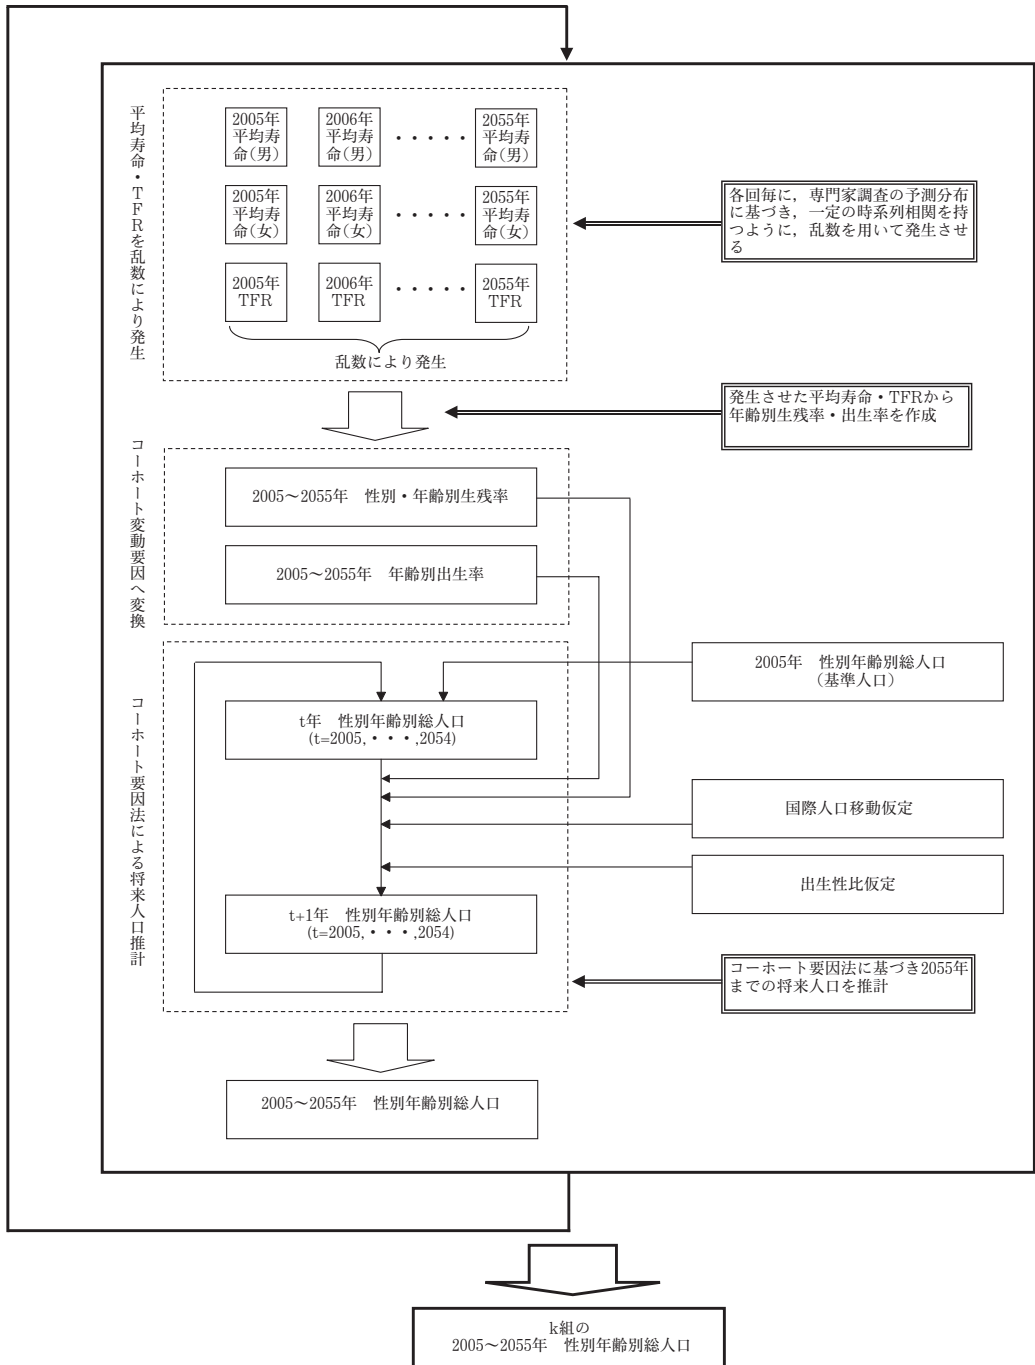 平均寿命・TFRを乱数により発生
2005年
平均寿
命(男)
2006年
平均寿
命(男)
・・・・・
2055年
平均寿
命(男)
2005年
平均寿
命(女)
2006年
平均寿
命(女)
・・・・・
2055年
平均寿
命(女)
2005年
TFR
2006年
TFR
・・・・・
2055年
TFR
乱数により発生
各回毎に，専門家調査の予測分布
に基づき，一定の時系列相関を持
つように，乱数を用いて発生させ
る
発生させた平均寿命・TFRから
年齢別生残率・出生率を作成
コーホート変動要因へ変換
2005～2055年　性別・年齢別生残率
2005～2055年　年齢別出生率
コーホート要因法による将来人口推計
2005年　性別年齢別総人口
（基準人口）
t年　性別年齢別総人口
(t=2005,・・・,2054)
国際人口移動仮定
出生性比仮定
t+1年　性別年齢別総人口
(t=2005,・・・,2054)
コーホート要因法に基づき2055年
までの将来人口を推計
2005～2055年　性別年齢別総人口
k組の
2005～2055年　性別年齢別総人口